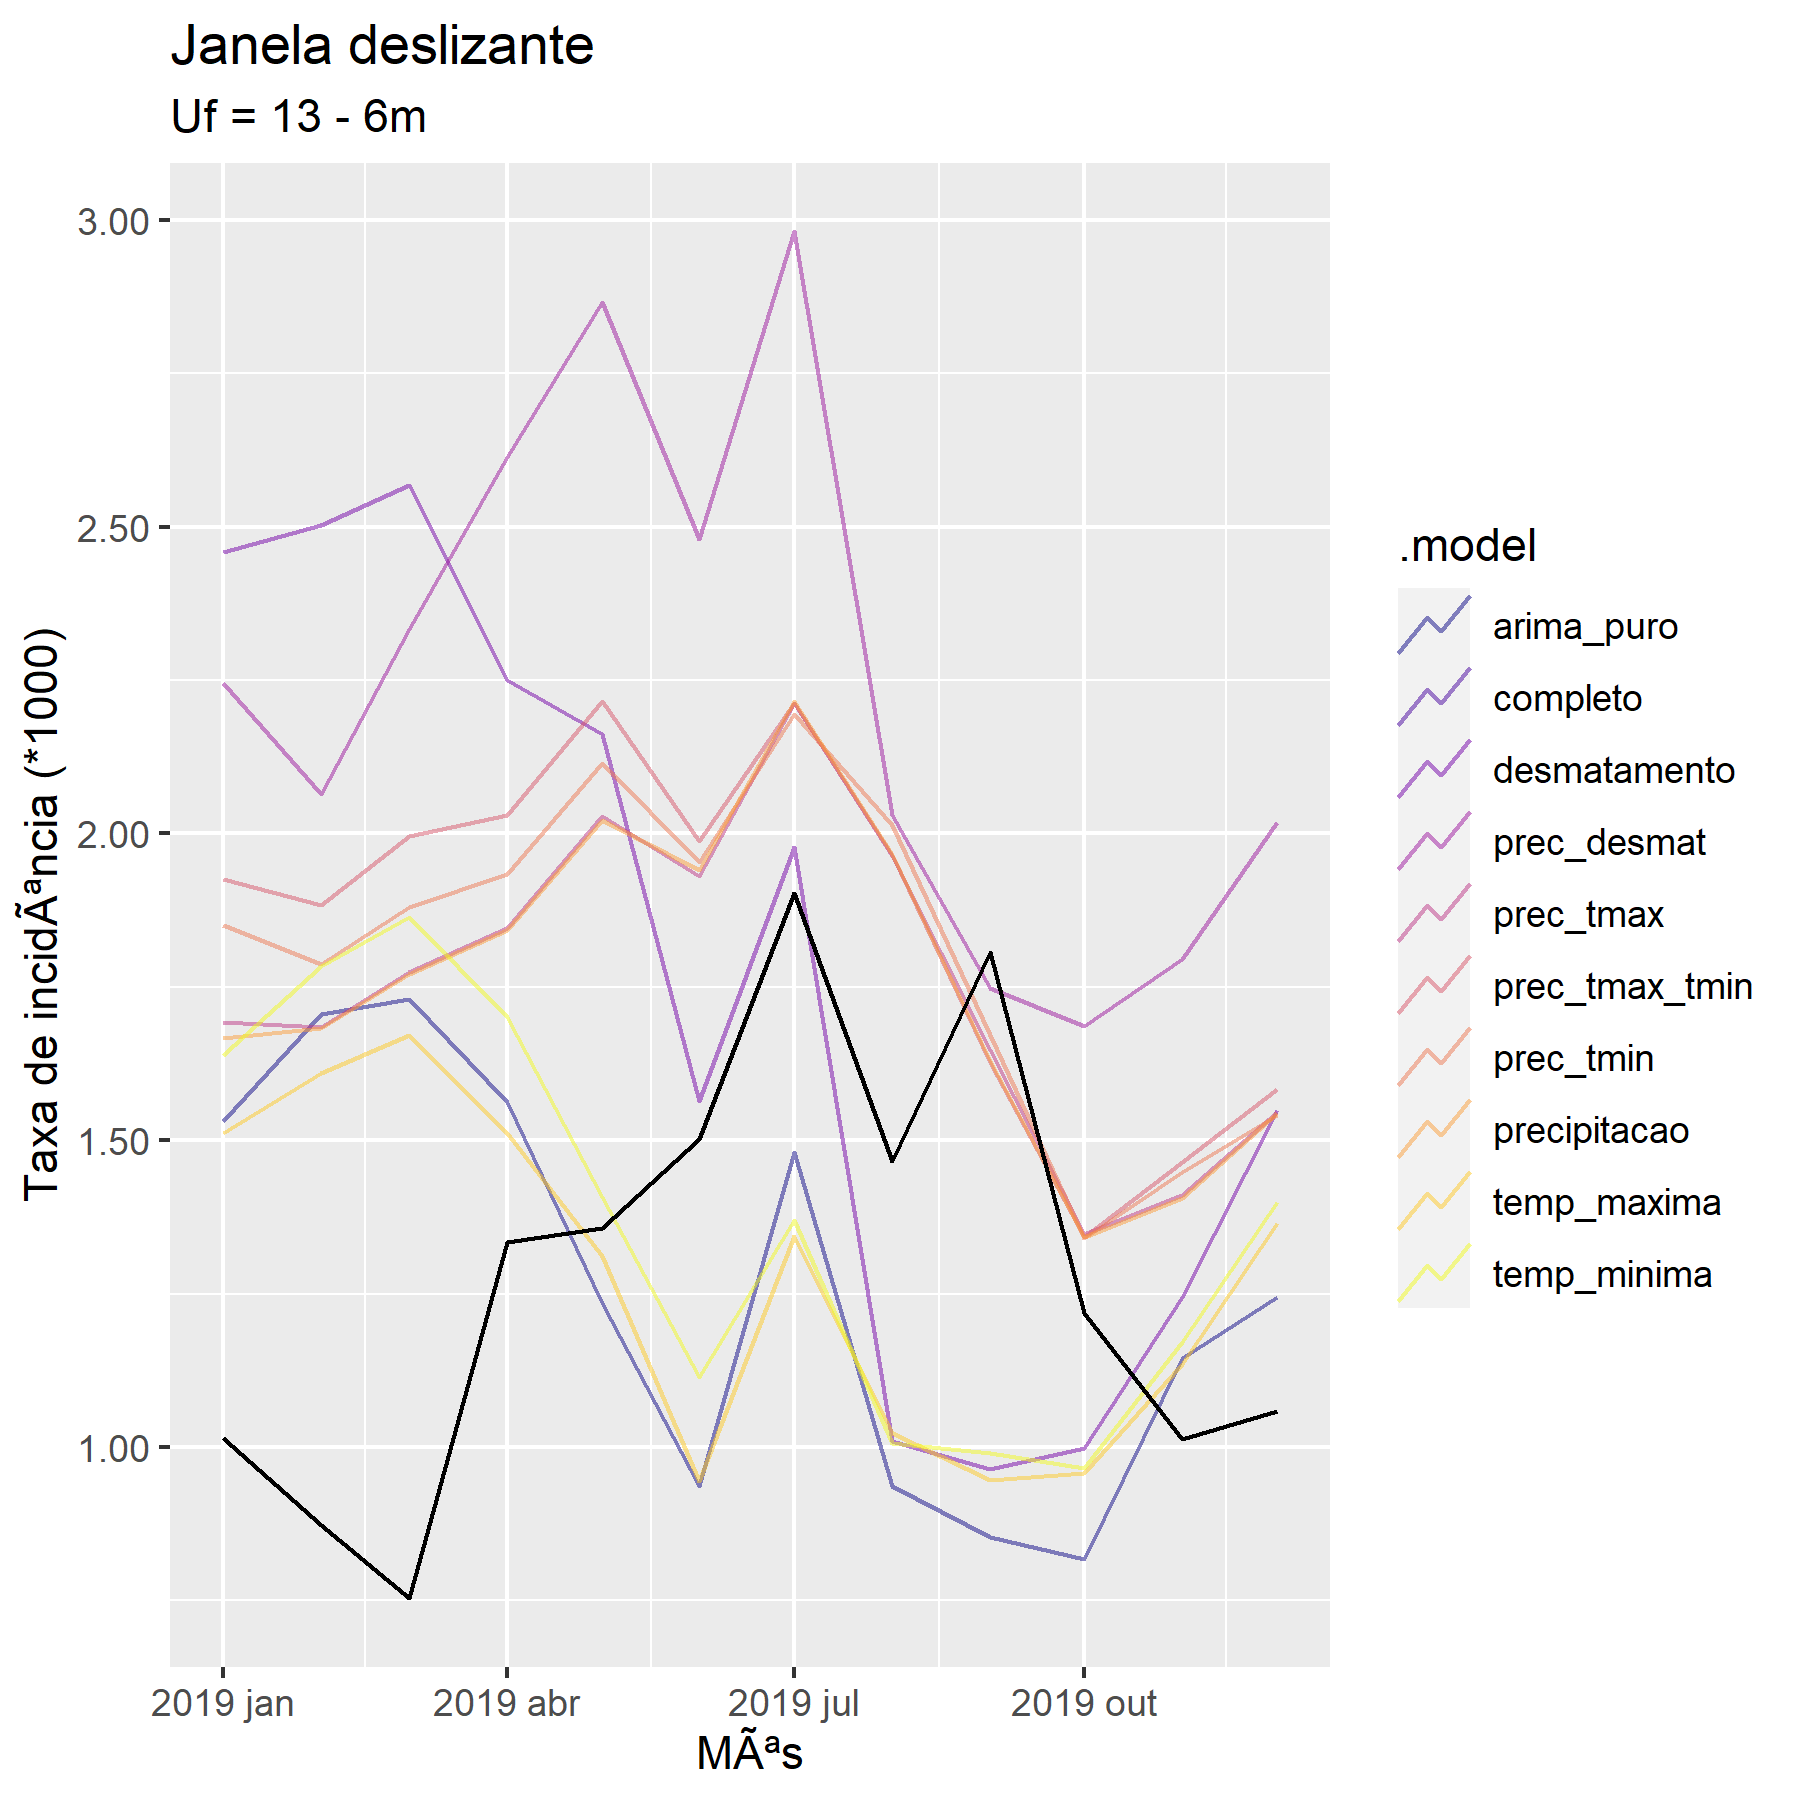 Janela deslizante
Uf = 13 - 6m
3.00
2.50
2.00
1.50
1.00
Taxa de incidÃªncia (*1000)
2019 jan
2019 abr
2019 jul
2019 out
MÃªs
.model
arima_puro
completo
desmatamento
prec_desmat
prec_tmax
prec_tmax_tmin
prec_tmin
precipitacao
temp_maxima
temp_minima